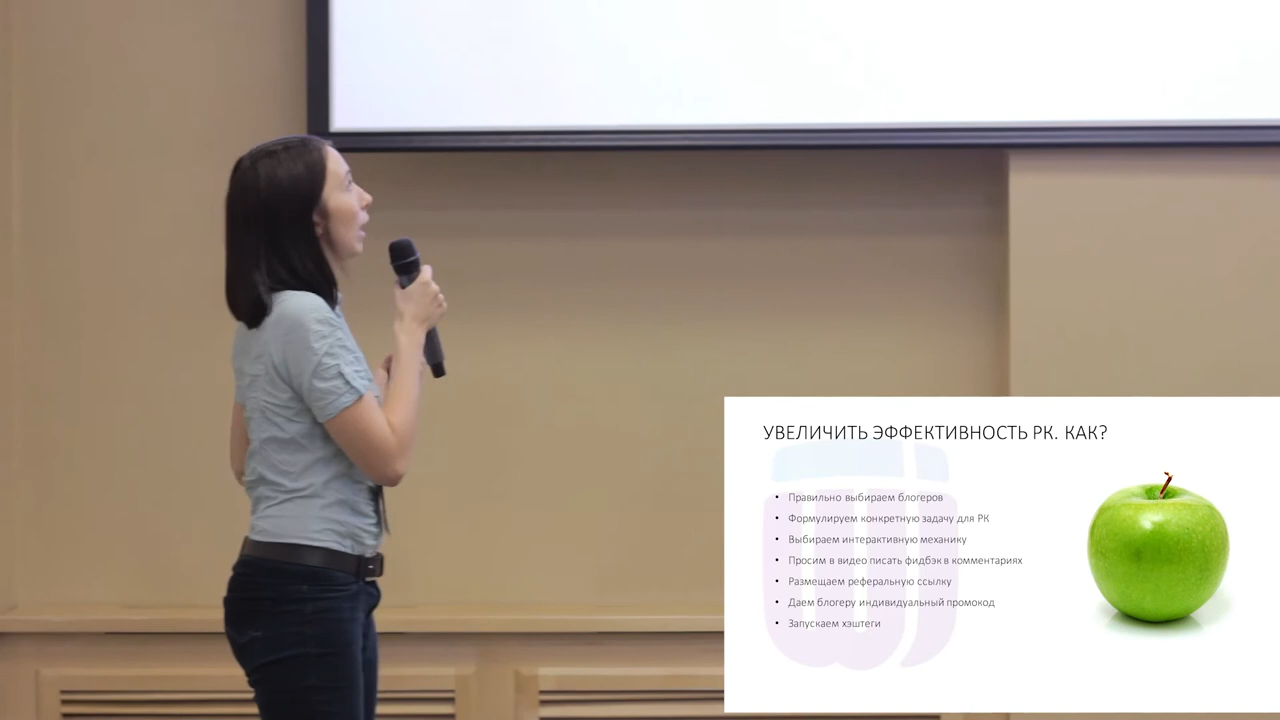 УВЕЛИЧИТЬ ЭФФЕКТИВНОСТЬ РК. КАК?
• Правильно выбираем блогеров
• Формулируем конкретную задачу для РК
• Выбираем интерактивную механику
• Просим в видео писать фидбэк в комментариях
• Размещаем реферальную ссылку
• Даем блогеру индивидуальный промокод
• Запускаем хэштеги